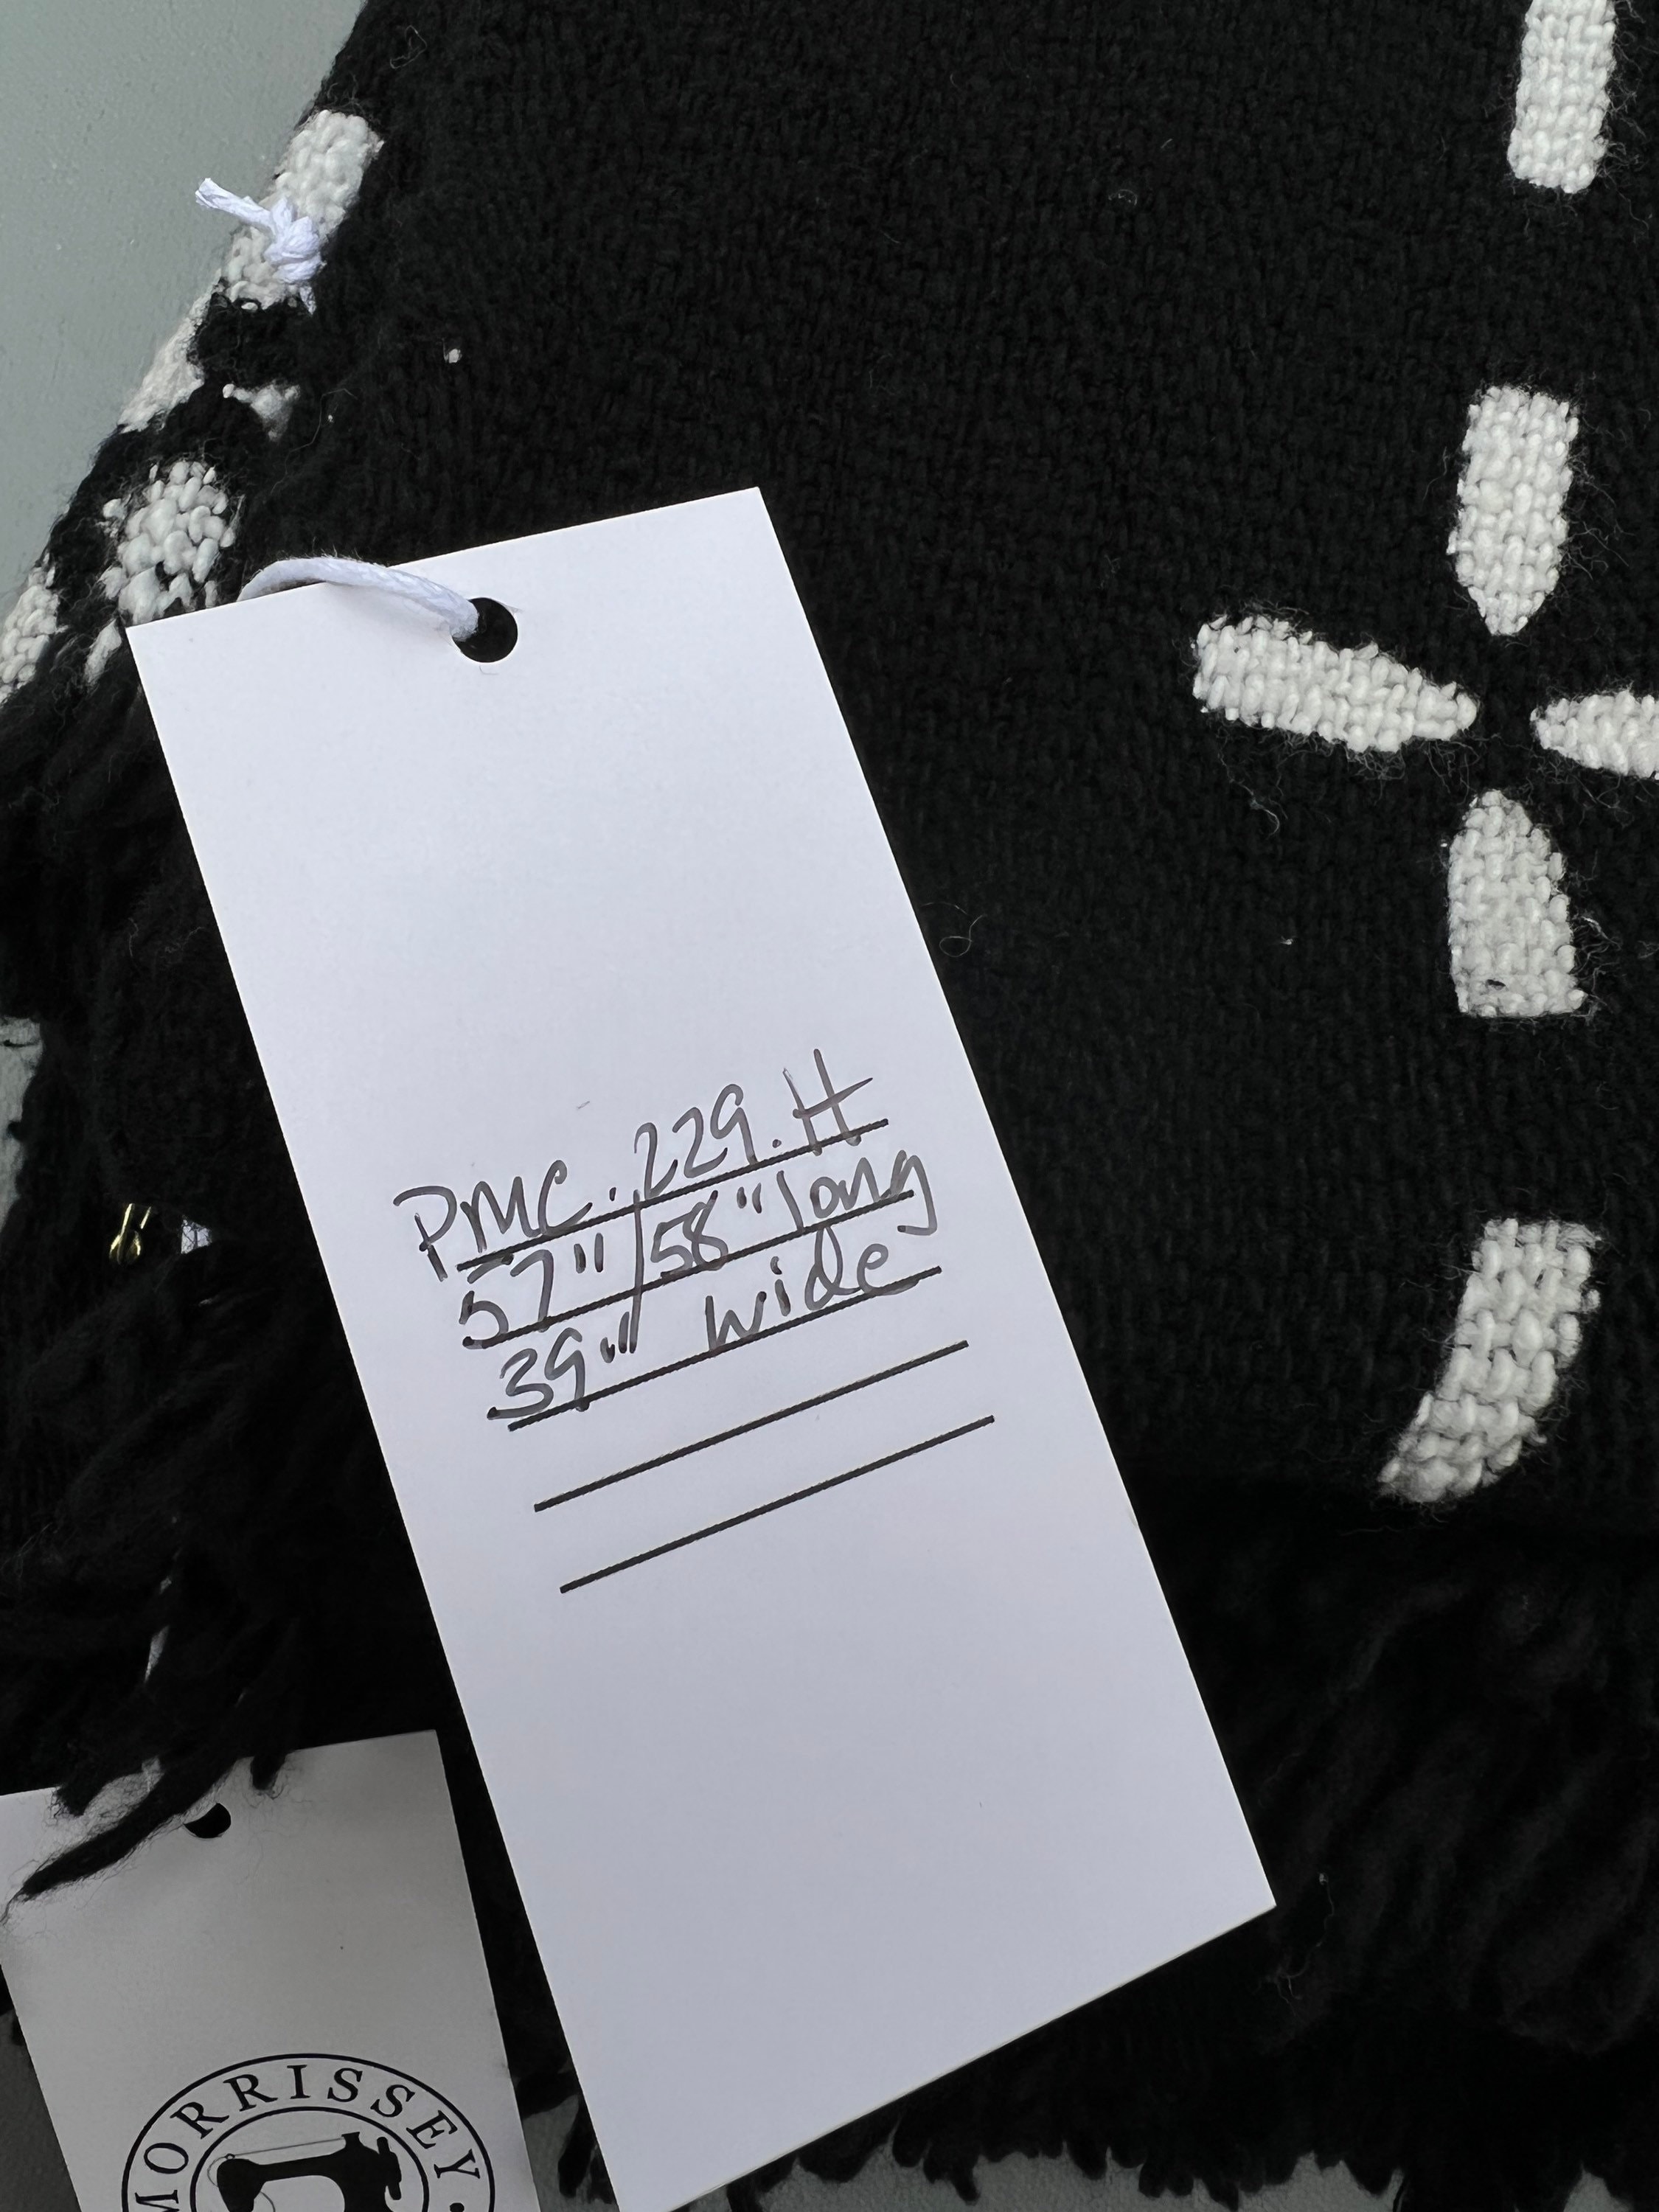 PMC.229.H
57"/58" long
39" wide
MORRISSEY